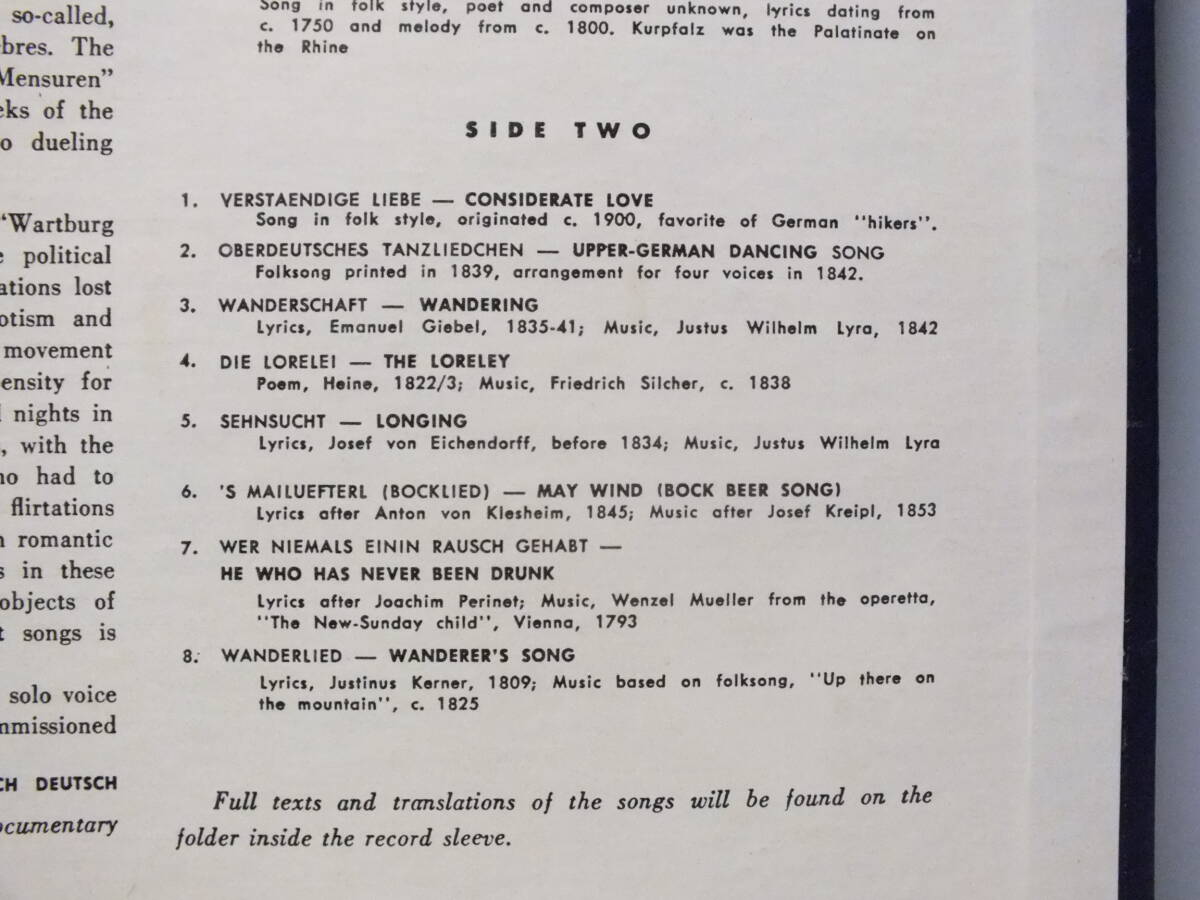 so-called,
bres. The
Mensuren"
eks of the
o dueling
"Wartburg
political
ations lost
otism and
movement
ensity for
nights in
, with the
ho had to
flirtations
romantic
s in these
objects of
t songs is
solo voice
mmissioned
CH DEUTSCH
ocumentary
Song in folk style, poet and composer unknown, lyrics dating from
c. 1750 and melody from c. 1800. Kurpfalz was the Palatinate on
the Rhine
SIDE TWO
1. VERSTAENDIGE LIEBE — CONSIDERATE LOVE
Song in folk style, originated c. 1900, favorite of German "hikers".
2. OBERDEUTSCHES TANZLIEDCHEN — UPPER-GERMAN DANCING SONG
Folksong printed in 1839, arrangement for four voices in 1842.
3. WANDERSCHAFT — WANDERING
Lyrics, Emanuel Giebel, 1835-41; Music, Justus Wilhelm Lyra, 1842
4. DIE LORELEI — THE LORELEY
Poem, Heine, 1822/3; Music, Friedrich Silcher, c. 1838
5. SEHNSUCHT — LONGING
Lyrics, Josef von Eichendorff, before 1834; Music, Justus Wilhelm Lyra
6. 'S MAILUEFTERL (BOCKLIED) — MAY WIND (BOCK BEER SONG)
Lyrics after Anton von Klesheim, 1845; Music after Josef Kreipl, 1853
7. WER NIEMALS EININ RAUSCH GEHABT —
HE WHO HAS NEVER BEEN DRUNK
Lyrics after Joachim Perinet; Music, Wenzel Mueller from the operetta,
"The New-Sunday child", Vienna, 1793
8. WANDERLIED — WANDERER'S SONG
Lyrics, Justinus Kerner, 1809; Music based on folksong, "Up there on
the mountain", c. 1825
Full texts and translations of the songs will be found on the
folder inside the record sleeve.